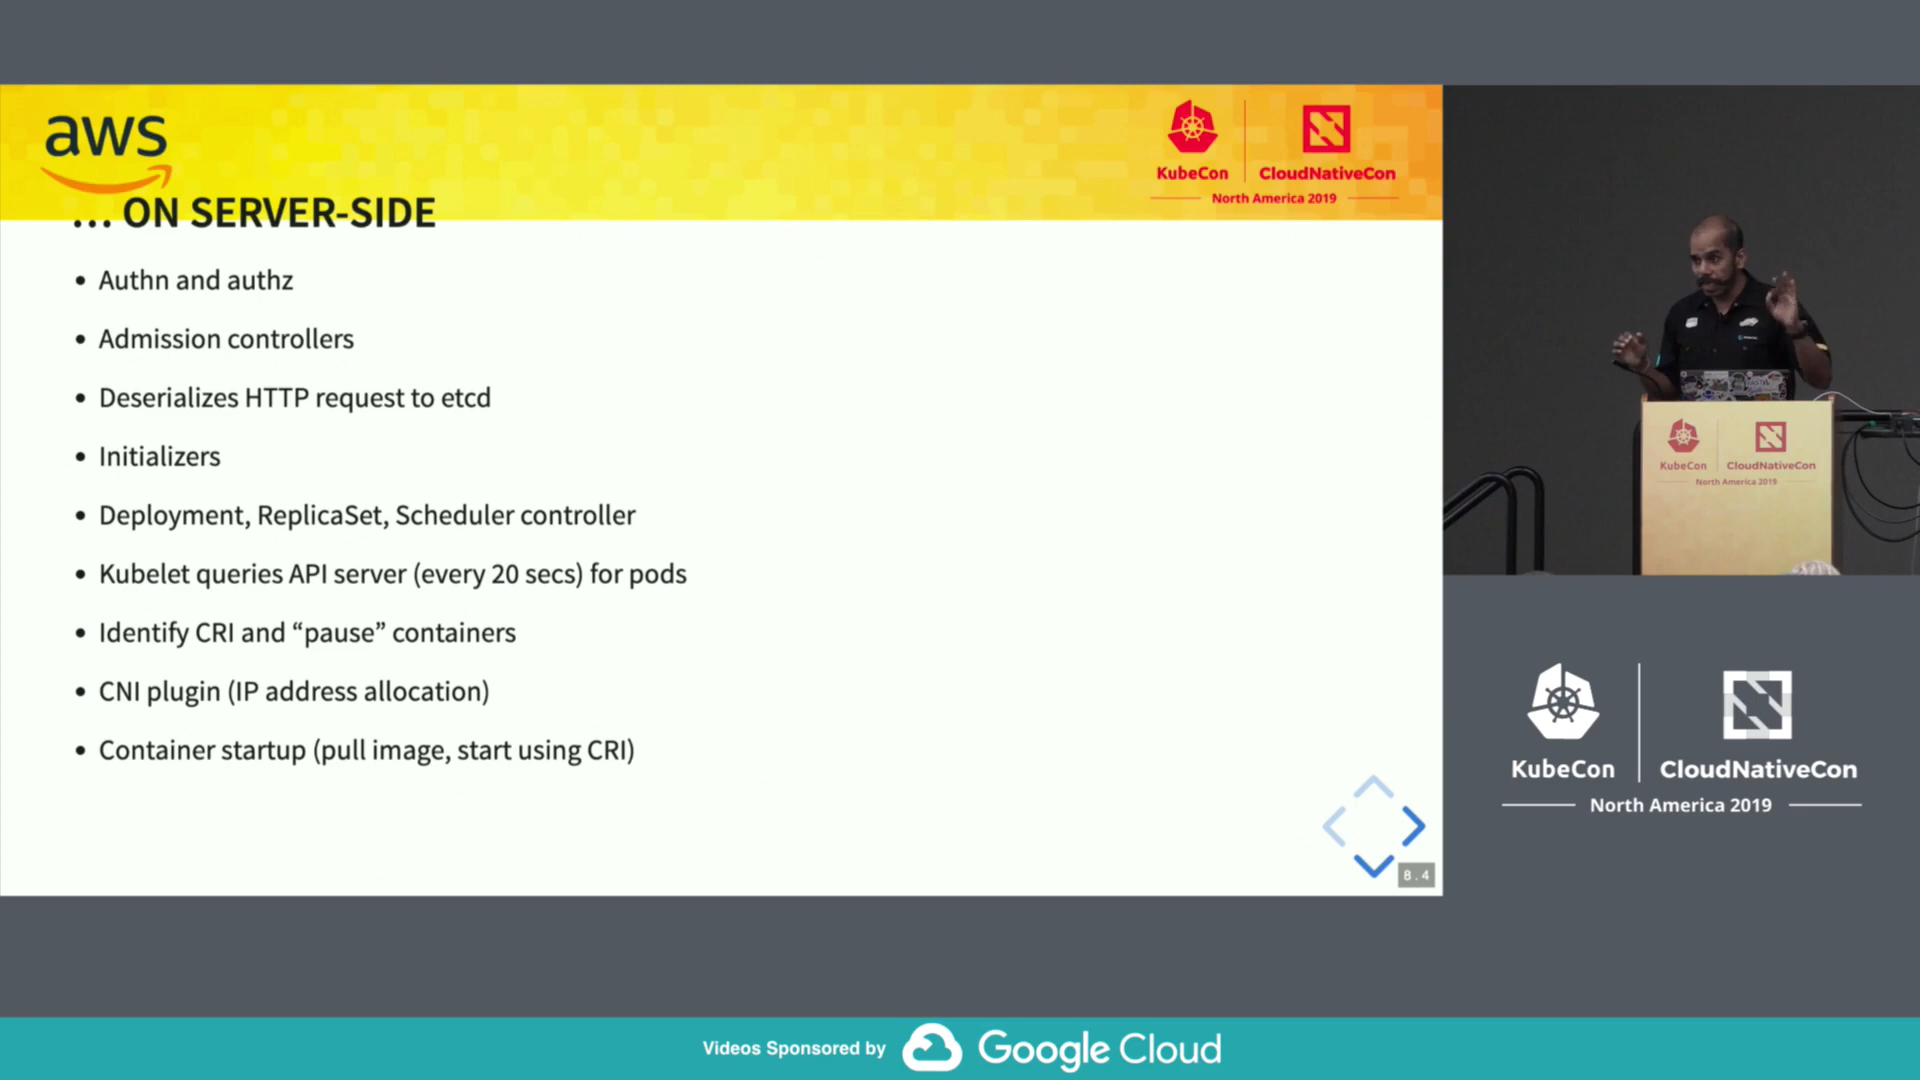 aws
KubeCon
CloudNativeCon
North America 2019
... ON SERVER-SIDE
• Authn and authz
• Admission controllers
• Deserializes HTTP request to etcd
• Initializers
• Deployment, ReplicaSet, Scheduler controller
• Kubelet queries API server (every 20 secs) for pods
• Identify CRI and “pause” containers
• CNI plugin (IP address allocation)
• Container startup (pull image, start using CRI)
8.4
KubeCon
CloudNativeCon
North America 2019
KubeCon
CloudNativeCon
North America 2019
Videos Sponsored by Google Cloud